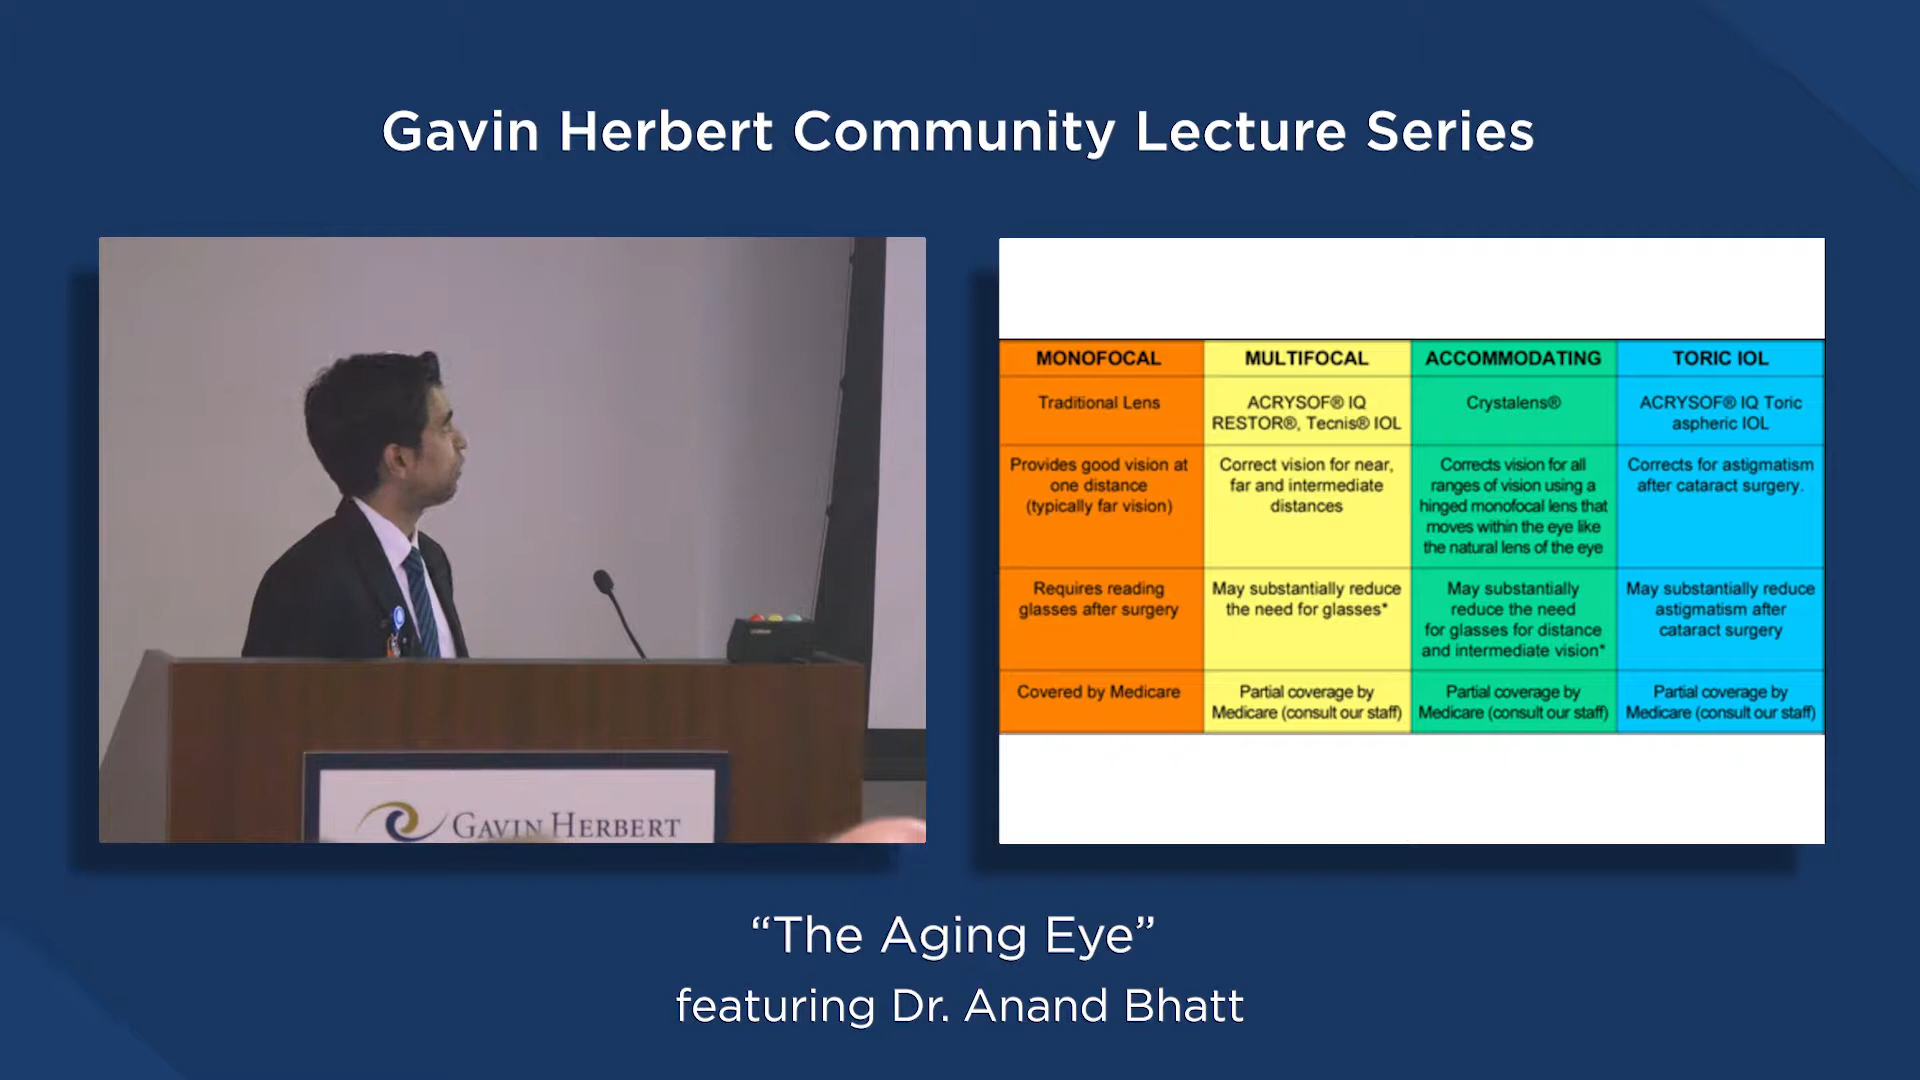 Gavin Herbert Community Lecture Series
GAVIN HERBERT
MONOFOCAL
MULTIFOCAL
ACCOMMODATING
TORIC IOL
Traditional Lens
ACRYSOF® IQ
RESTOR®, Tecnis® IOL
Crystalens®
ACRYSOF® IQ Toric
aspheric IOL
Provides good vision at
one distance
(typically far vision)
Correct vision for near,
far and intermediate
distances
Corrects vision for all
ranges of vision using a
hinged monofocal lens that
moves within the eye like
the natural lens of the eye
Corrects for astigmatism
after cataract surgery.
Requires reading
glasses after surgery
May substantially reduce
the need for glasses*
May substantially
reduce the need
for glasses for distance
and intermediate vision*
May substantially reduce
astigmatism after
cataract surgery
Covered by Medicare
Partial coverage by
Medicare (consult our staff)
Partial coverage by
Medicare (consult our staff)
Partial coverage by
Medicare (consult our staff)
“The Aging Eye”
featuring Dr. Anand Bhatt